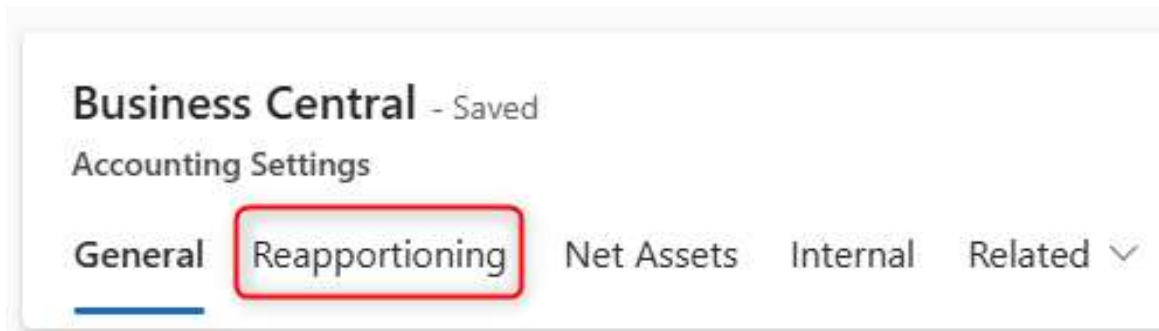 Business Central - Saved
Accounting Settings
General Reapportioning Net Assets Internal Related